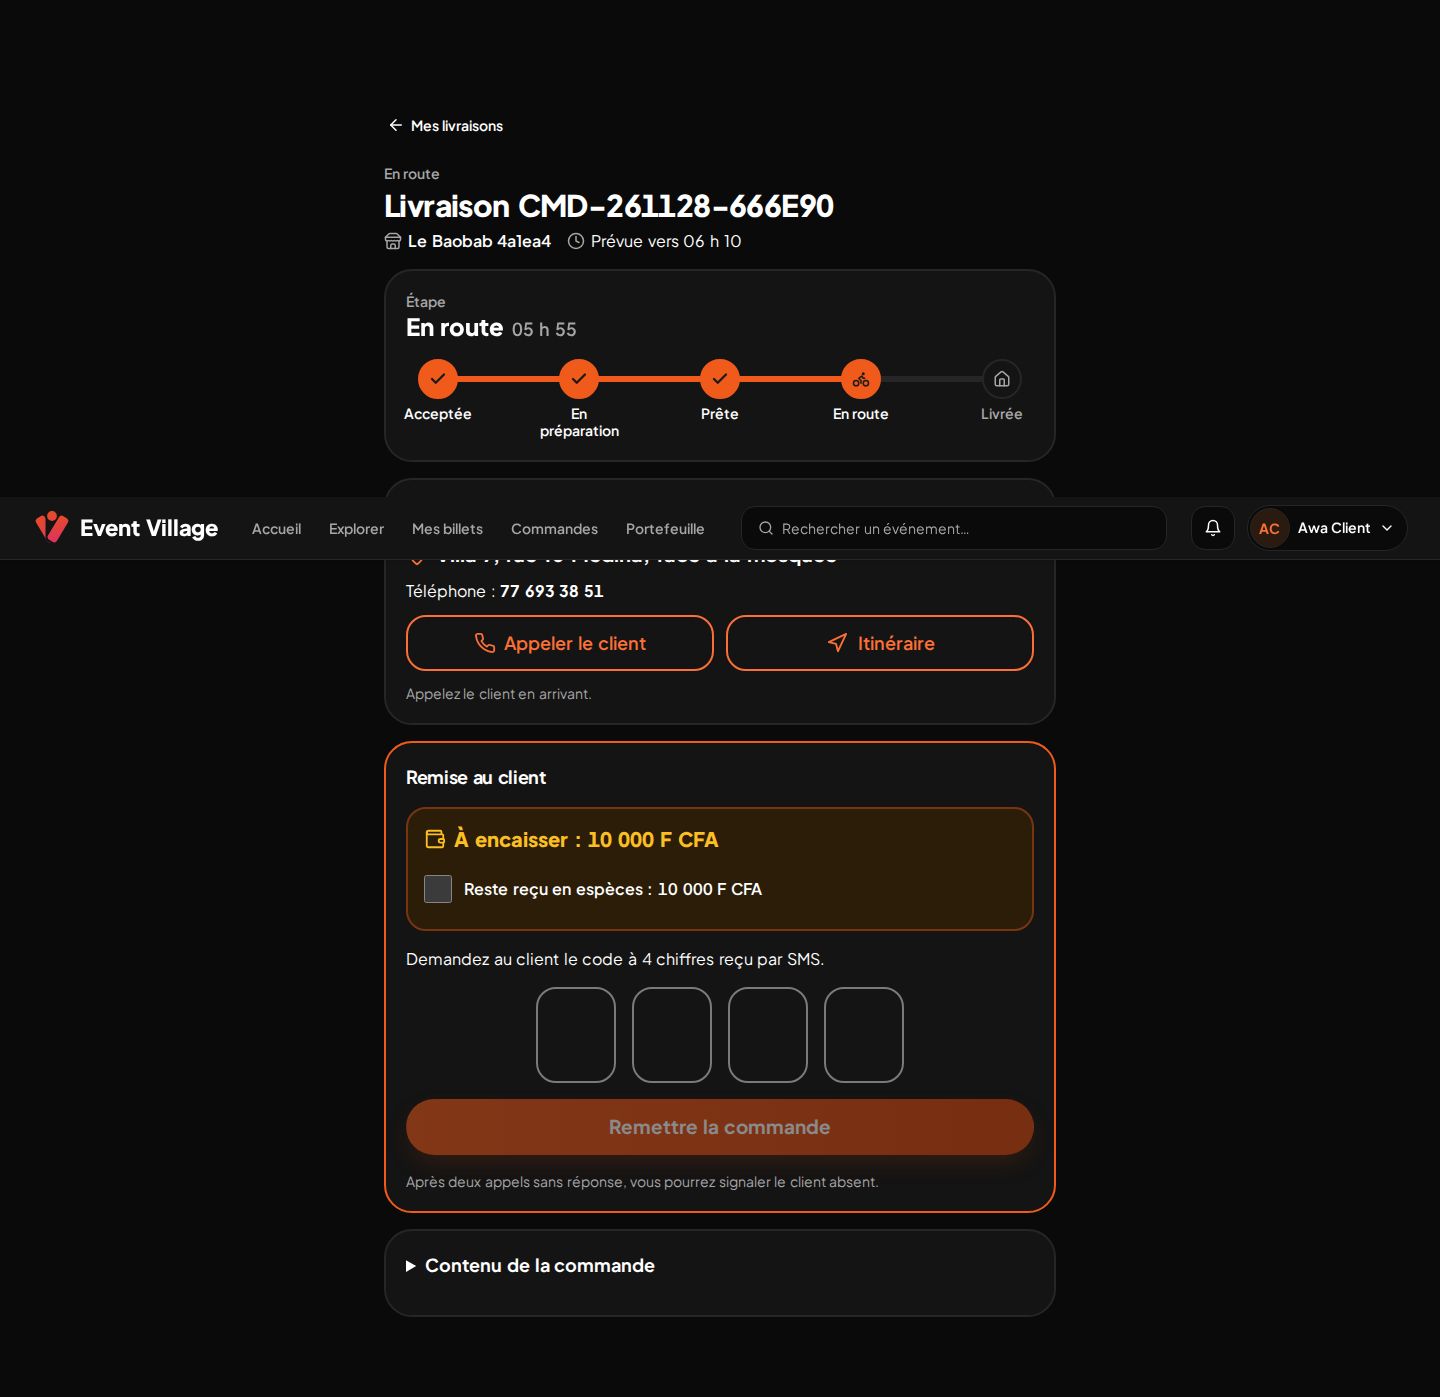 Mes livraisons
En route
Livraison CMD-261128-666E90
Le Baobab 4a1ea4 Prévue vers 06 h 10
Étape
En route 05 h 55
Acceptée
En préparation
Prête
En route
Livrée
Event Village Accueil Explorer Mes billets Commandes Portefeuille Rechercher un événement… AC Awa Client
Téléphone : 77 693 38 51
Appeler le client
Itinéraire
Appelez le client en arrivant.
Remise au client
À encaisser : 10 000 F CFA
Reste reçu en espèces : 10 000 F CFA
Demandez au client le code à 4 chiffres reçu par SMS.
Remettre la commande
Après deux appels sans réponse, vous pourrez signaler le client absent.
Contenu de la commande